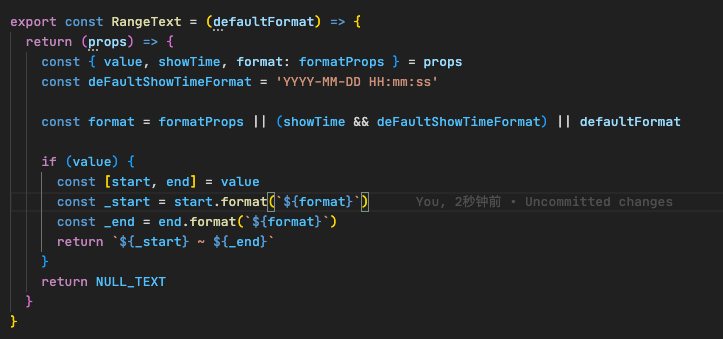 export const RangeText = (defaultFormat) => {
  return (props) => {
    const { value, showTime, format: formatProps } = props
    const deFaultShowTimeFormat = 'YYYY-MM-DD HH:mm:ss'

    const format = formatProps || (showTime && deFaultShowTimeFormat) || defaultFormat

    if (value) {
      const [start, end] = value
      const _start = start.format(`${format}`)      You, 2秒钟前 • Uncommitted changes
      const _end = end.format(`${format}`)
      return `${_start} ~ ${_end}`
    }
    return NULL_TEXT
  }
}